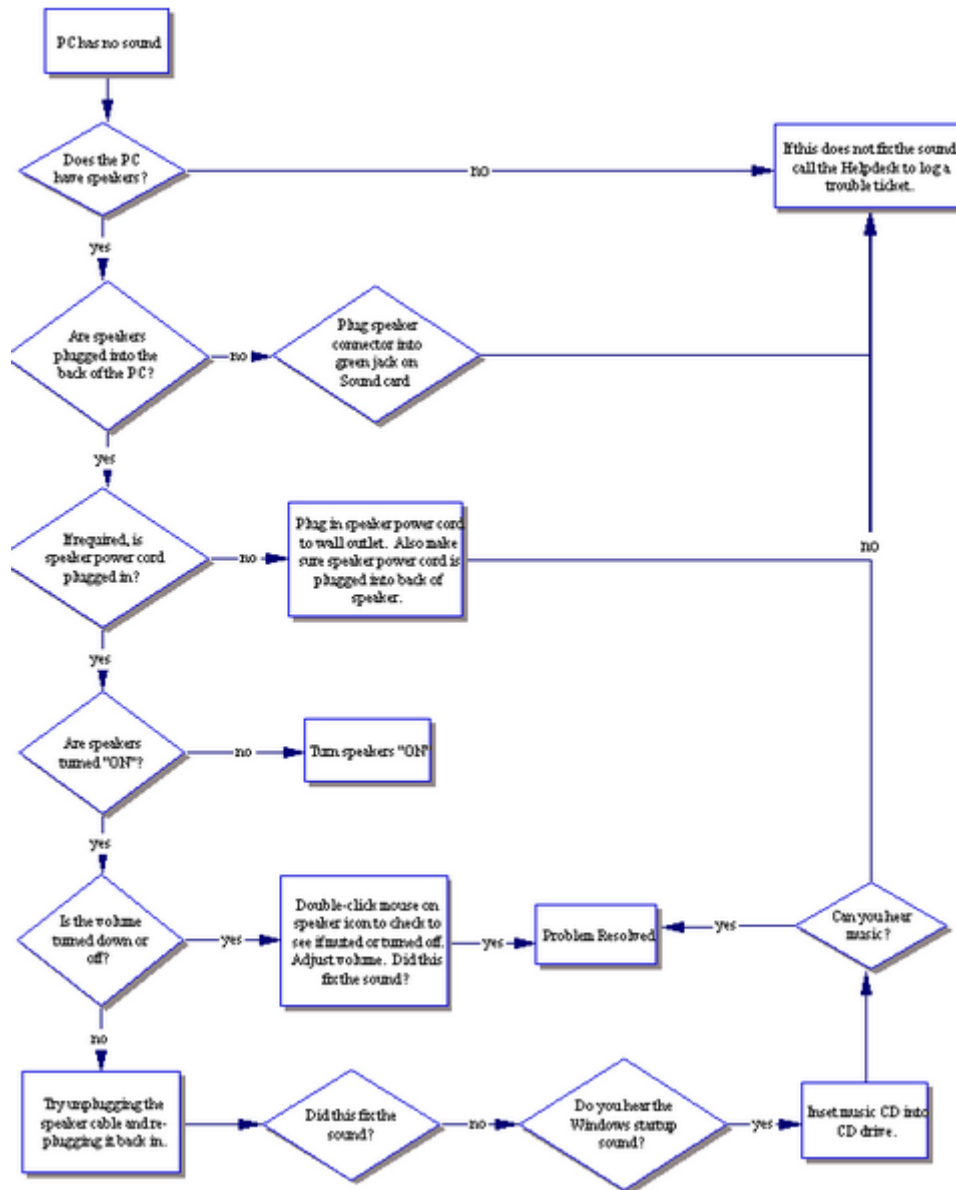 PC has no sound
Does the PC
have speakers?
no
If this does not fix the sound
call the Helpdesk to log a
trouble ticket.
yes
Are speakers
plugged into the
back of the PC?
no
Plug speaker
connector into
green jack on
Sound card
yes
If required, is
speaker power cord
plugged in?
no
Plug in speaker power cord
to wall outlet. Also make
sure speaker power cord is
plugged into back of
speaker.
no
yes
Are speakers
turned "ON"?
no
Turn speakers "ON"
yes
Is the volume
turned down or
off?
yes
Double-click mouse on
speaker icon to check to
see if muted or turned off.
Adjust volume. Did this
fix the sound?
yes
Problem Resolved
yes
Can you hear
music?
no
Try unplugging the
speaker cable and re-
plugging it back in.
Did this fix the
sound?
no
Do you hear the
Windows startup
sound?
yes
Inset music CD into
CD drive.